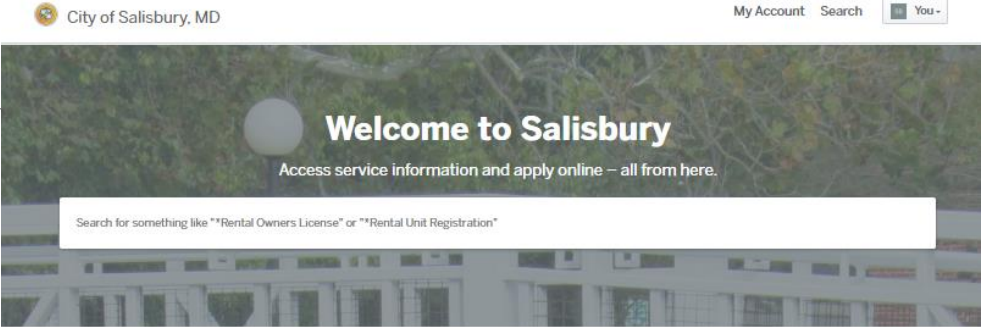 City of Salisbury, MD
My Account Search You
Welcome to Salisbury
Access service information and apply online – all from here.
Search for something like "*Rental Owners License" or "*Rental Unit Registration"